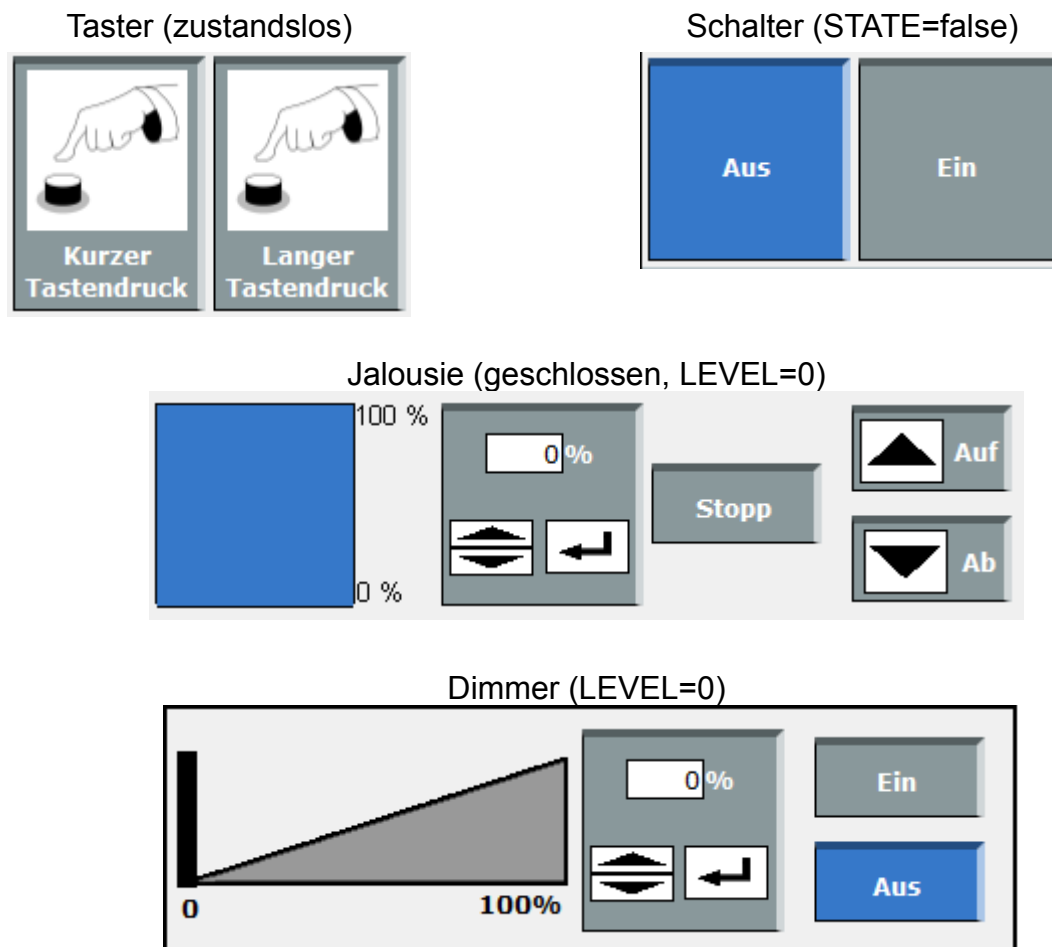 Taster (zustandslos)
Schalter (STATE=false)
Kurzer
Tastendruck
Langer
Tastendruck
Aus
Ein
Jalousie (geschlossen, LEVEL=0)
100 %
0 %
0 %
Stopp
Auf
Ab
Dimmer (LEVEL=0)
0
100%
0 %
Ein
Aus